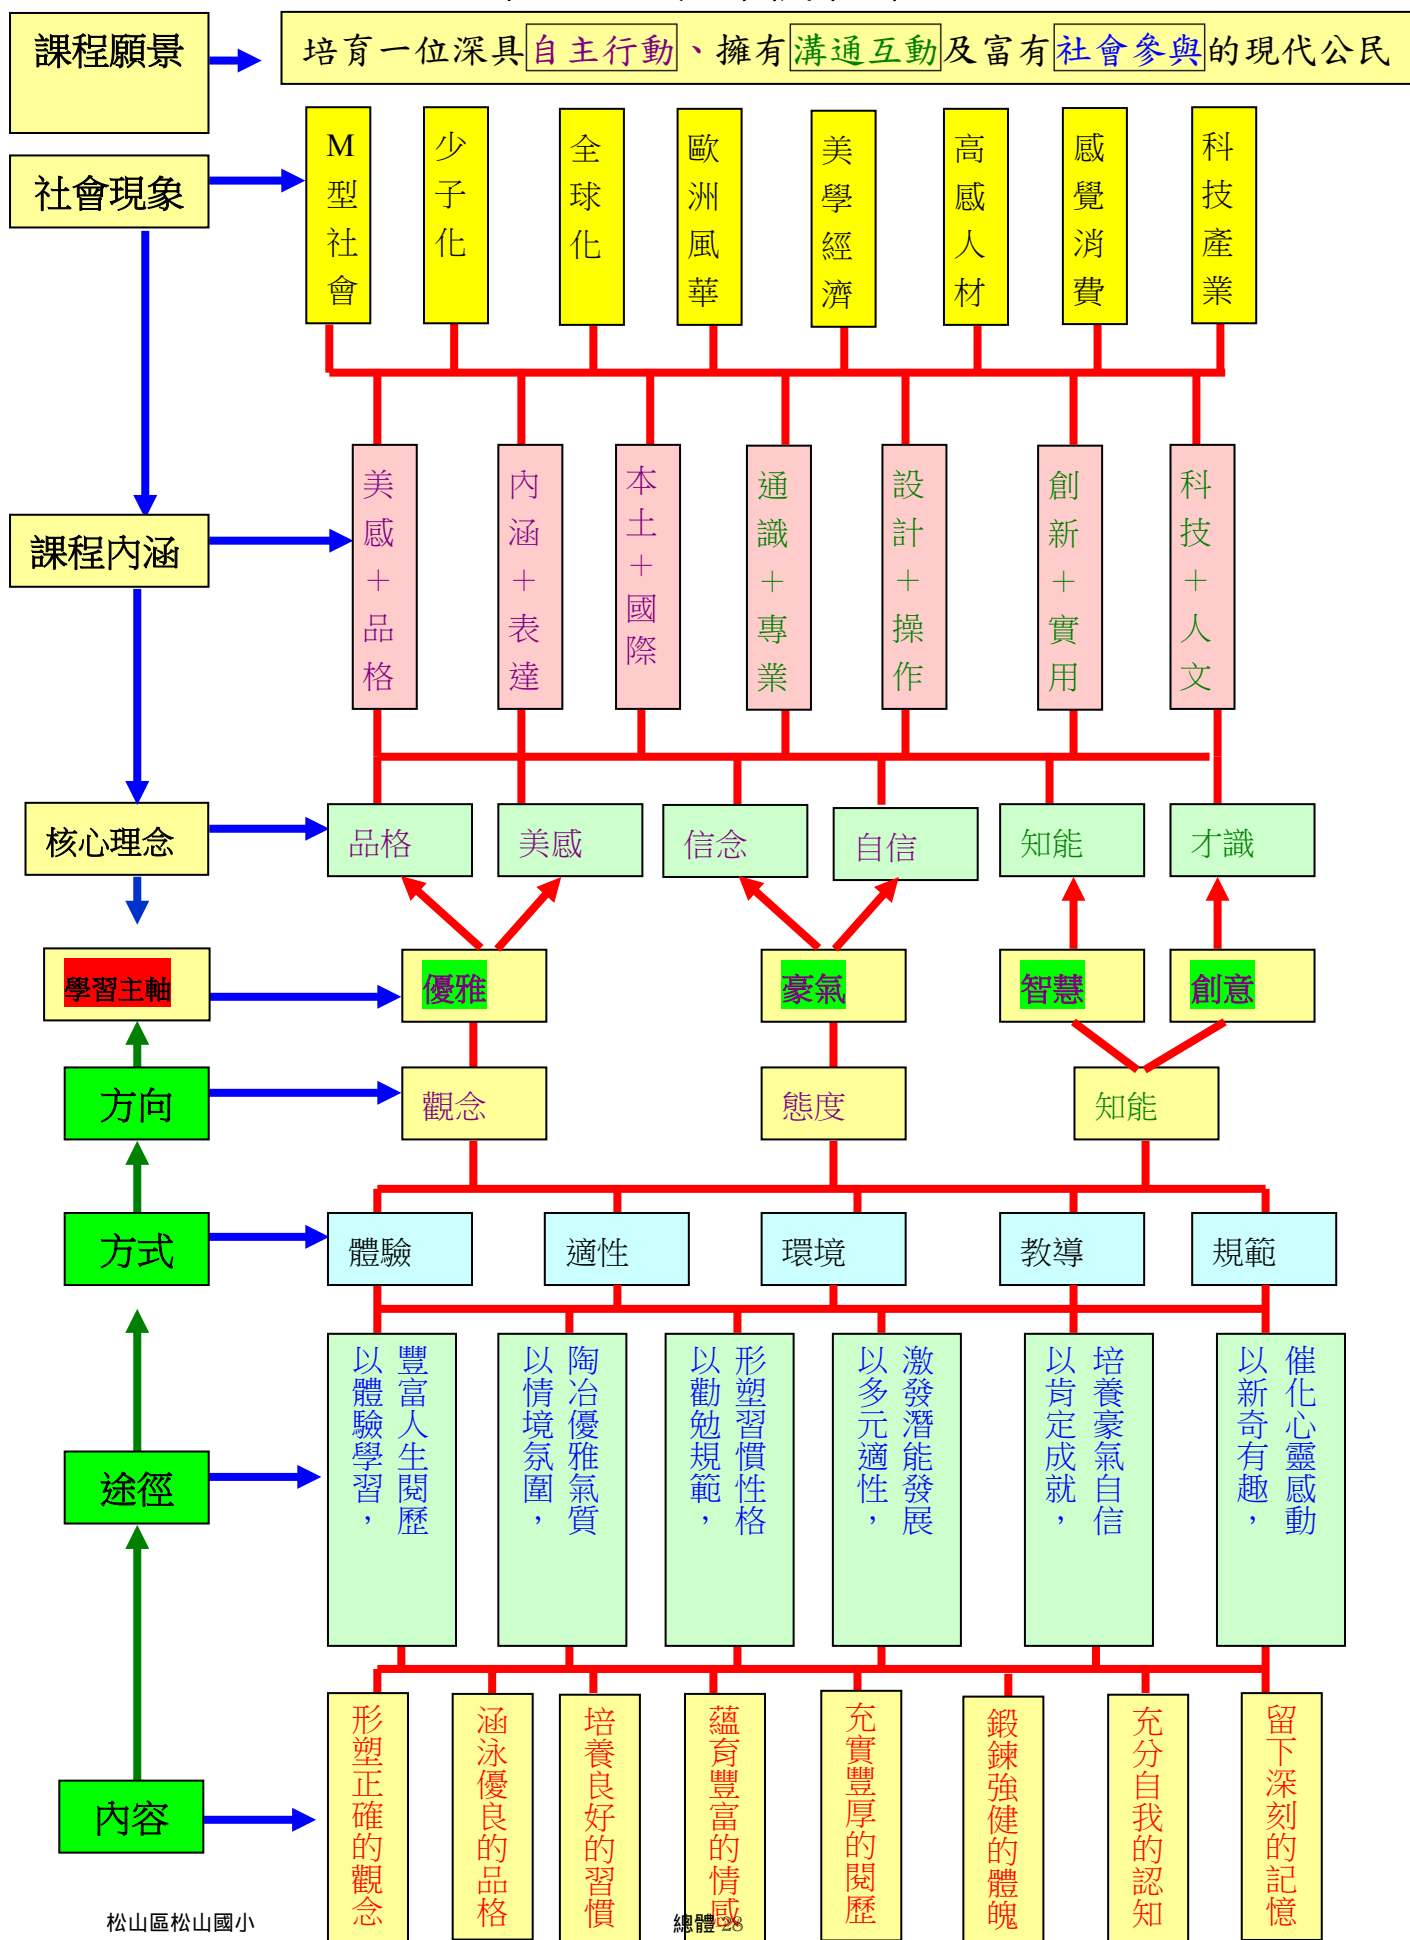 課程願景
培育一位深具自主行動、擁有溝通互動及富有社會參與的現代公民
社會現象
M型社會
少子化
全球化
歐洲風華
美學經濟
高感人材
感覺消費
科技產業
課程內涵
美感+品格
內涵+表達
本土+國際
通識+專業
設計+操作
創新+實用
科技+人文
核心理念
品格
美感
信念
自信
知能
才識
學習主軸
優雅
豪氣
智慧
創意
方向
觀念
態度
知能
方式
體驗
適性
環境
教導
規範
途徑
以體驗學習，
豐富人生閱歷
以情境氛圍，
陶冶優雅氣質
以勸勉規範，
形塑習慣性格
以多元適性，
激發潛能發展
以肯定成就，
培養豪氣自信
以新奇有趣，
催化心靈感動
內容
形塑正確的觀念
涵泳優良的品格
培養良好的習慣
蘊育豐富的情感
充實豐厚的閱歷
鍛鍊強健的體魄
充分自我的認知
留下深刻的記憶
松山區松山國小
總體 28